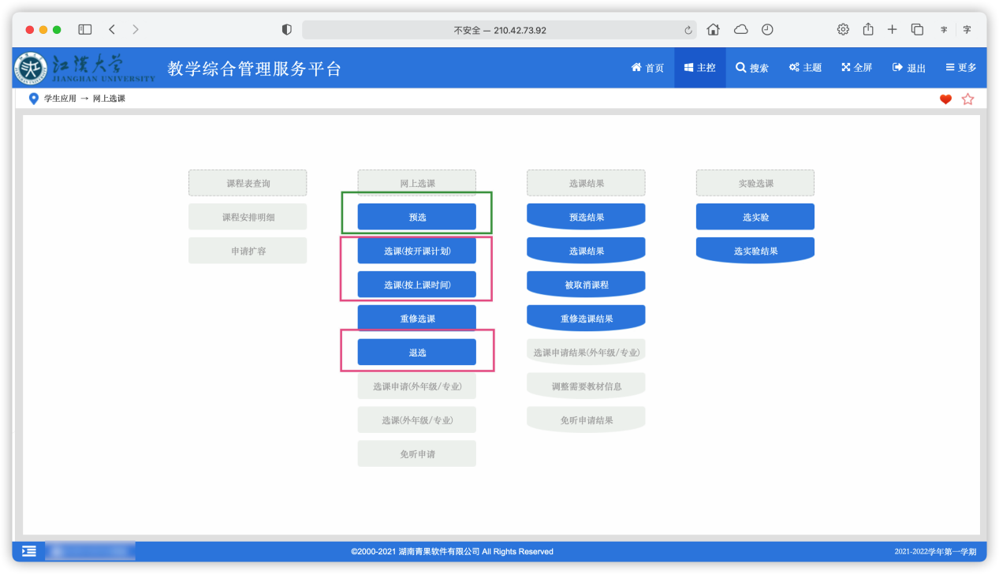 不安全 — 210.42.73.92
字 字
江漢大学
JIANGHAN UNIVERSITY
教学综合管理服务平台
首页 主控 搜索 主题 全屏 退出 更多
学生应用 → 网上选课
课程表查询 网上选课 选课结果 实验选课
课程安排明细 预选 预选结果 选实验
申请扩容 选课(按开课计划) 选课结果 选实验结果
选课(按上课时间) 被取消课程
重修选课 重修选课结果
退选 选课申请结果(外年级/专业)
选课申请(外年级/专业) 调整需要教材信息
选课(外年级/专业) 免听申请结果
免听申请
©2000-2021 湖南青果软件有限公司 All Rights Reserved
2021-2022学年第一学期